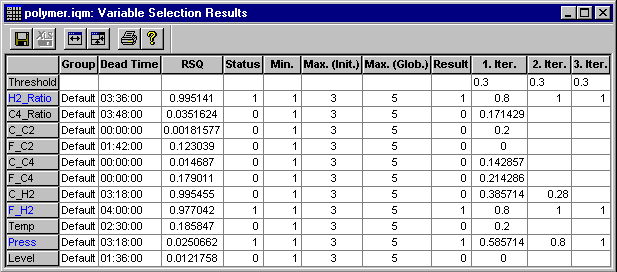 polymer.iqm: Variable Selection Results
XLS
Group Dead Time RSQ Status Min. Max. (Init.) Max. (Glob.) Result 1. Iter. 2. Iter. 3. Iter.
Threshold 0.3 0.3 0.3
H2_Ratio Default 03:36:00 0.995141 1 1 3 5 1 0.8 1 1
C4_Ratio Default 03:48:00 0.0351624 0 1 3 5 0 0.171429
C_C2 Default 00:00:00 0.00181577 0 1 3 5 0 0.2
F_C2 Default 01:42:00 0.123039 0 1 3 5 0 0
C_C4 Default 00:00:00 0.014687 0 1 3 5 0 0.142857
F_C4 Default 00:00:00 0.179011 0 1 3 5 0 0.214286
C_H2 Default 03:18:00 0.995455 0 1 3 5 0 0.385714 0.28
F_H2 Default 04:00:00 0.977042 1 1 3 5 1 0.8 1 1
Temp Default 02:30:00 0.185847 0 1 3 5 0 0.2
Press Default 03:18:00 0.0250662 1 1 3 5 1 0.585714 0.8 1
Level Default 01:36:00 0.0121758 0 1 3 5 0 0